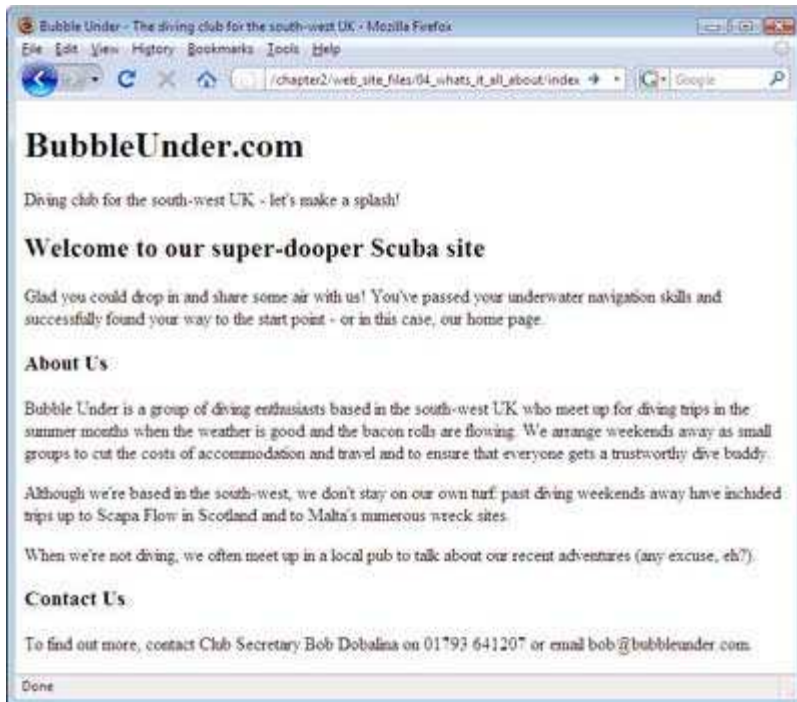 Bubble Under - The diving club for the south-west UK - Mozilla Firefox
File Edit View History Bookmarks Tools Help
/chapter2/web_site_files/04_whats_it_all_about/index
Google
BubbleUnder.com
Diving club for the south-west UK - let's make a splash!
Welcome to our super-dooper Scuba site
Glad you could drop in and share some air with us! You've passed your underwater navigation skills and
successfully found your way to the start point - or in this case, our home page.
About Us
Bubble Under is a group of diving enthusiasts based in the south-west UK who meet up for diving trips in the
summer months when the weather is good and the bacon rolls are flowing. We arrange weekends away as small
groups to cut the costs of accommodation and travel and to ensure that everyone gets a trustworthy dive buddy.
Although we're based in the south-west, we don't stay on our own turf: past diving weekends away have included
trips up to Scapa Flow in Scotland and to Malta's numerous wreck sites.
When we're not diving, we often meet up in a local pub to talk about our recent adventures (any excuse, eh?).
Contact Us
To find out more, contact Club Secretary Bob Dobalina on 01793 641207 or email bob@bubbleunder.com.
Done